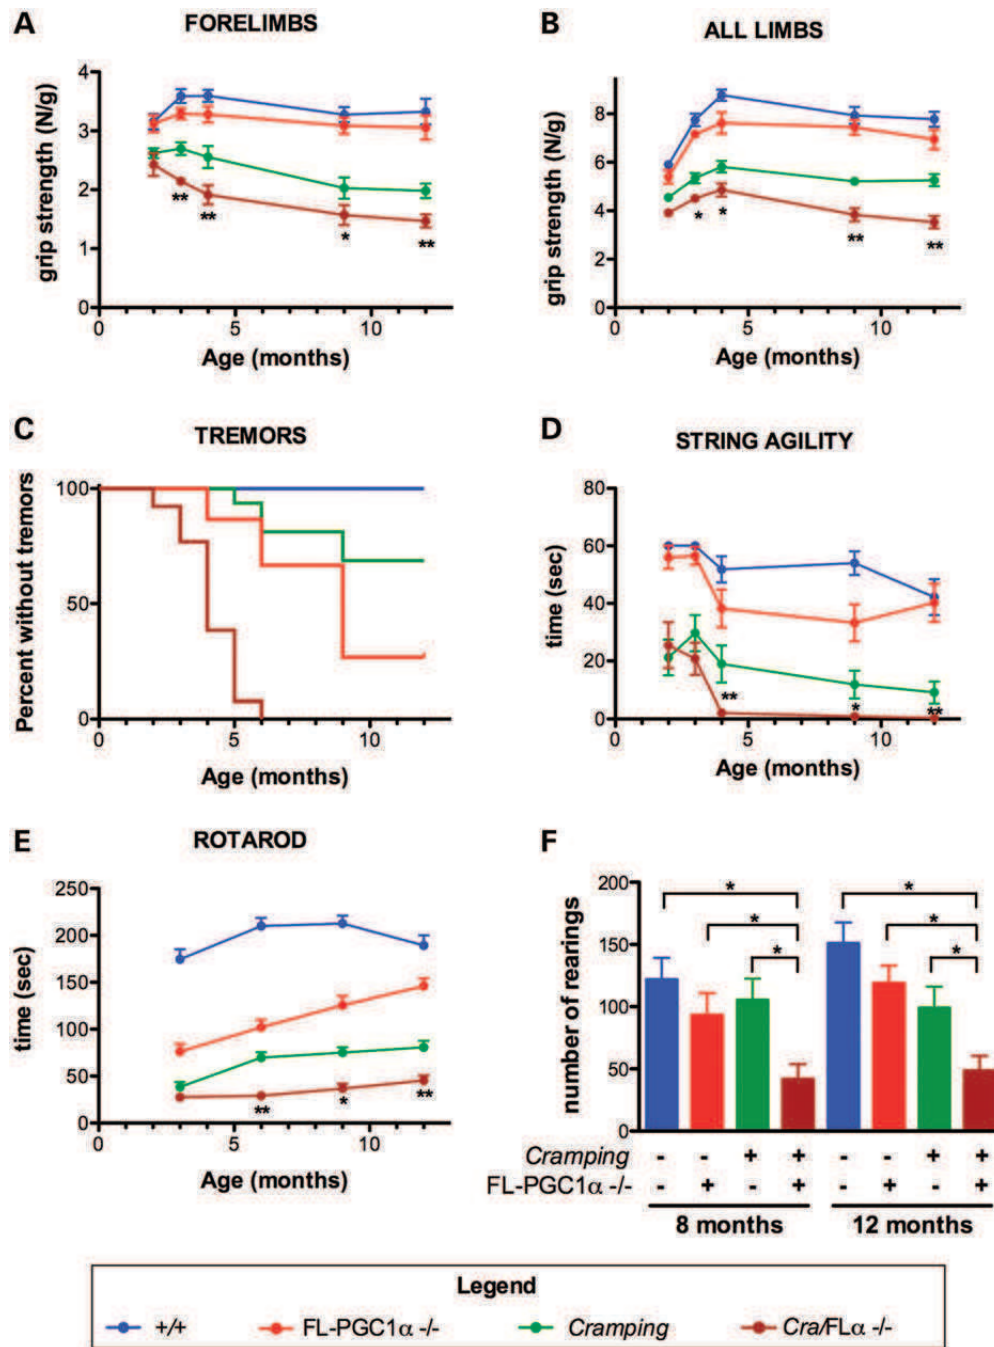 A
FORELIMBS
grip strength (N/g)
4
3
2
1
0
**
**
*
**
0
5
10
Age (months)
B
ALL LIMBS
grip strength (N/g)
8
6
4
2
0
*
*
**
**
0
5
10
Age (months)
C
TREMORS
Percent without tremors
100
50
0
0
5
10
Age (months)
D
STRING AGILITY
time (sec)
80
60
40
20
0
**
*
**
0
5
10
Age (months)
E
ROTAROD
time (sec)
250
200
150
100
50
0
**
*
**
0
5
10
Age (months)
F
number of rearings
200
150
100
50
0
*
*
*
*
*
*
Cramping - - + + - - + +
FL-PGC1α -/- - + - + - + - +
8 months 12 months
Legend
+/+ FL-PGC1α -/- Cramping Cra/FLα -/-